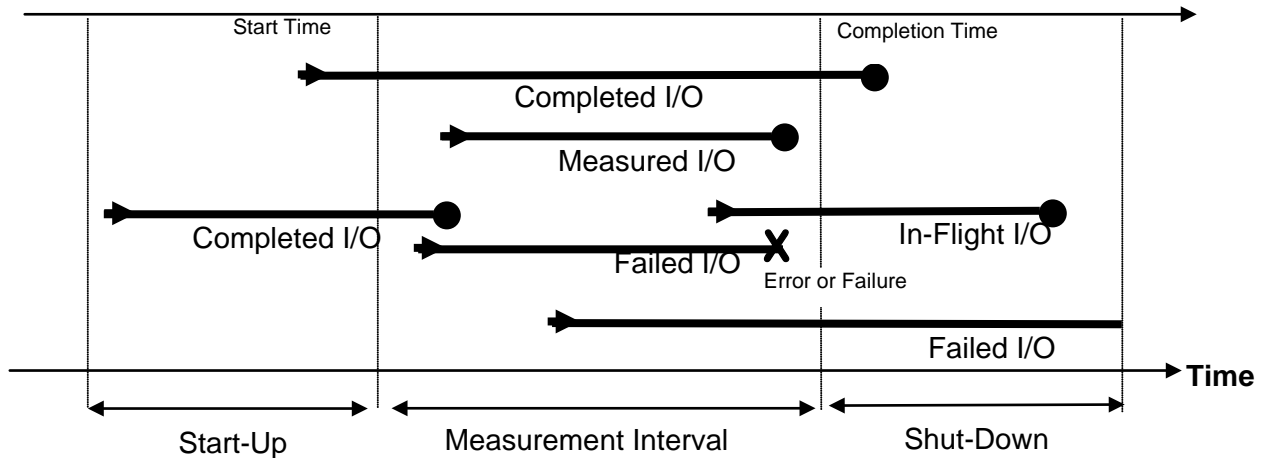 Start Time
Completion Time
Completed I/O
Measured I/O
Completed I/O
In-Flight I/O
Failed I/O
Error or Failure
Failed I/O
Time
Start-Up
Measurement Interval
Shut-Down